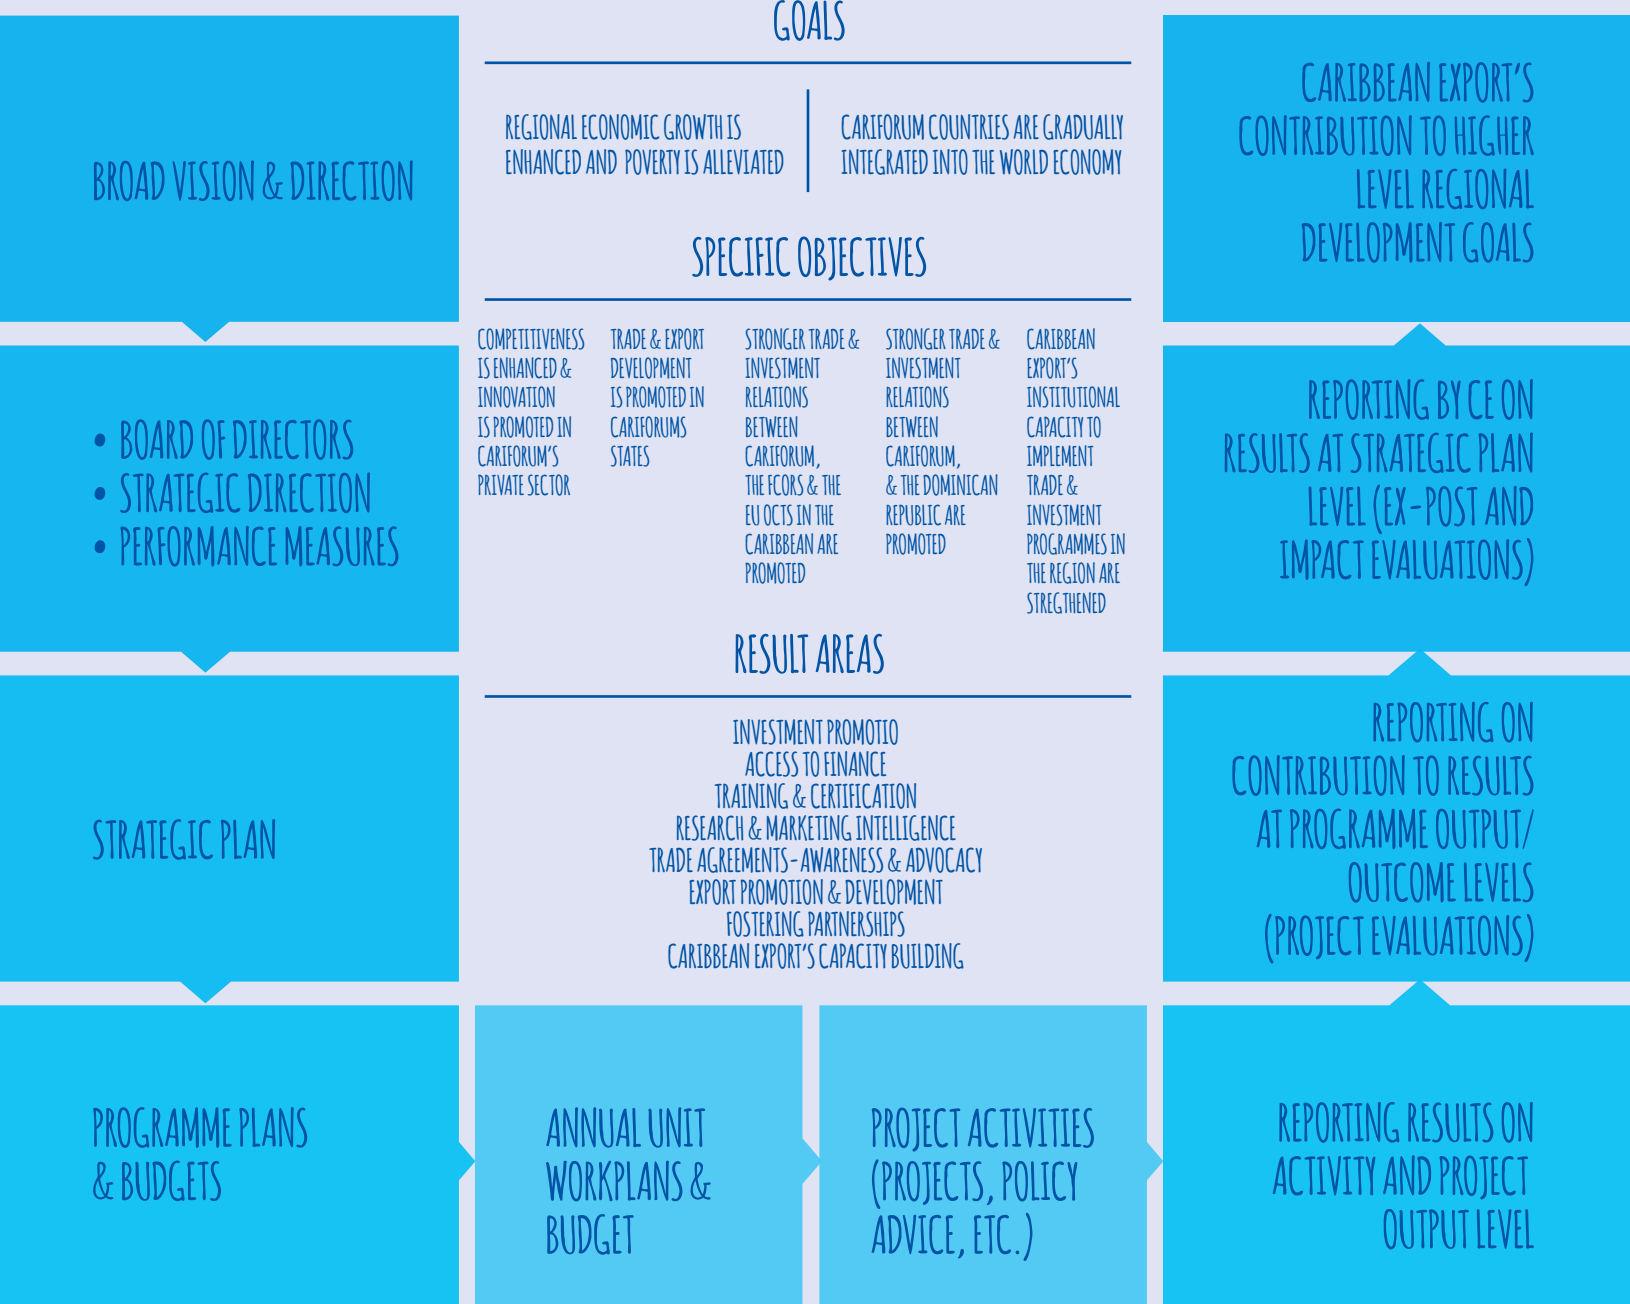 GOALS
REGIONAL ECONOMIC GROWTH IS
ENHANCED AND POVERTY IS ALLEVIATED
CARIFORUM COUNTRIES ARE GRADUALLY
INTEGRATED INTO THE WORLD ECONOMY
SPECIFIC OBJECTIVES
COMPETITIVENESS
IS ENHANCED &
INNOVATION
IS PROMOTED IN
CARIFORUM'S
PRIVATE SECTOR
TRADE & EXPORT
DEVELOPMENT
IS PROMOTED IN
CARIFORUMS
STATES
STRONGER TRADE &
INVESTMENT
RELATIONS
BETWEEN
CARIFORUM,
THE FCORS & THE
EU OCTS IN THE
CARIBBEAN ARE
PROMOTED
STRONGER TRADE &
INVESTMENT
RELATIONS
BETWEEN
CARIFORUM,
& THE DOMINICAN
REPUBLIC ARE
PROMOTED
CARIBBEAN
EXPORT'S
INSTITUTIONAL
CAPACITY TO
IMPLEMENT
TRADE &
INVESTMENT
PROGRAMMES IN
THE REGION ARE
STREGTHENED
RESULT AREAS
INVESTMENT PROMOTIO
ACCESS TO FINANCE
TRAINING & CERTIFICATION
RESEARCH & MARKETING INTELLIGENCE
TRADE AGREEMENTS-AWARENESS & ADVOCACY
EXPORT PROMOTION & DEVELOPMENT
FOSTERING PARTNERSHIPS
CARIBBEAN EXPORT'S CAPACITY BUILDING
BROAD VISION & DIRECTION
• BOARD OF DIRECTORS
• STRATEGIC DIRECTION
• PERFORMANCE MEASURES
STRATEGIC PLAN
PROGRAMME PLANS
& BUDGETS
ANNUAL UNIT
WORKPLANS &
BUDGET
PROJECT ACTIVITIES
(PROJECTS, POLICY
ADVICE, ETC.)
REPORTING RESULTS ON
ACTIVITY AND PROJECT
OUTPUT LEVEL
REPORTING ON
CONTRIBUTION TO RESULTS
AT PROGRAMME OUTPUT/
OUTCOME LEVELS
(PROJECT EVALUATIONS)
REPORTING BY CE ON
RESULTS AT STRATEGIC PLAN
LEVEL (EX-POST AND
IMPACT EVALUATIONS)
CARIBBEAN EXPORT'S
CONTRIBUTION TO HIGHER
LEVEL REGIONAL
DEVELOPMENT GOALS